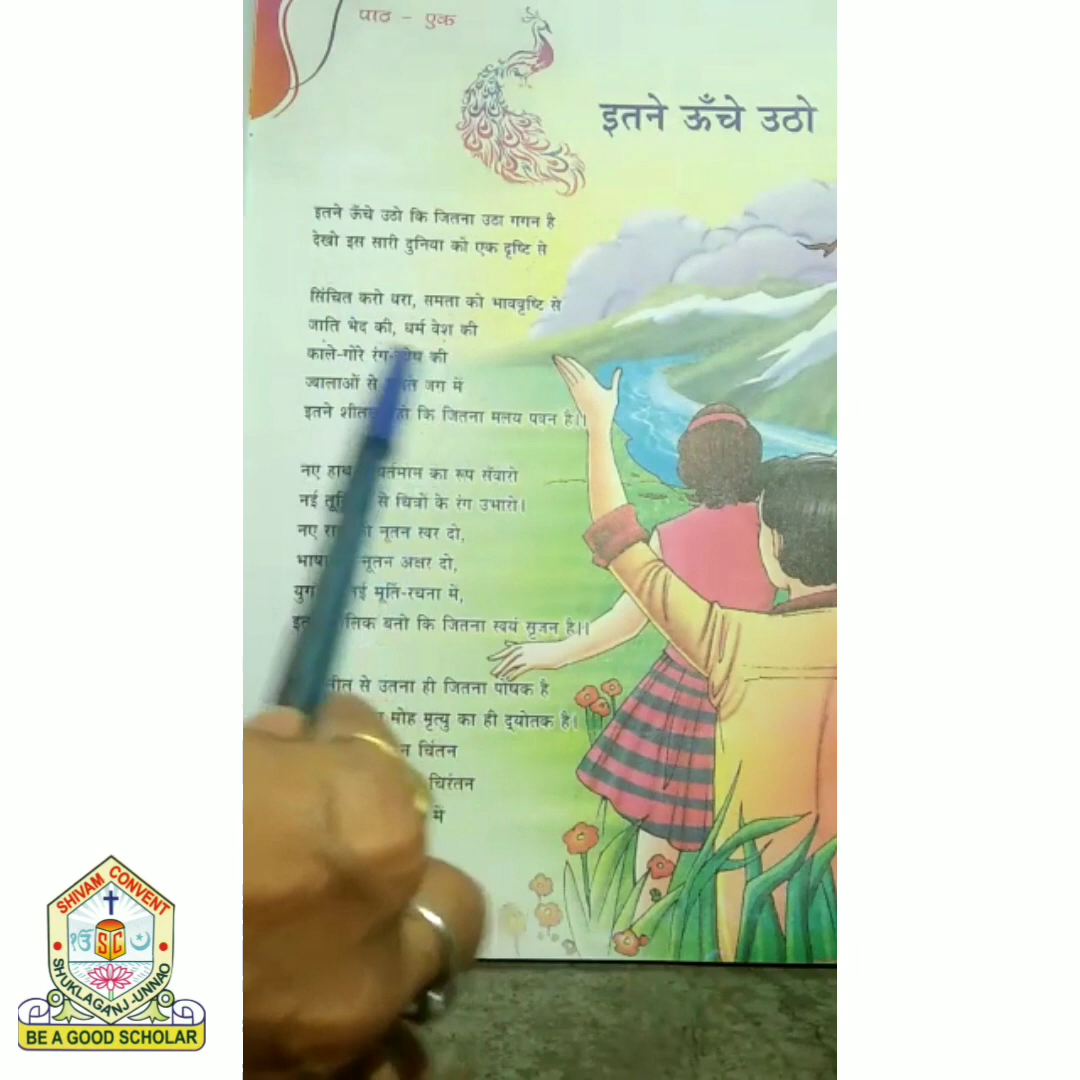 पाठ - एक
इतने ऊँचे उठो
इतने ऊँचे उठो कि जितना उठा गगन है
देखो इस सारी दुनिया को एक दृष्टि से
सिंचित करो धरा, समता को भाववृष्टि से
जाति भेद की, धर्म वेश की
काले-गोरे की
ज्वालाओं से जग में
इतने कि जितना मलय पवन है।।
नए वर्तमान का रूप सँवारो
नई से चित्रों के रंग उभारो।
नए नूतन स्वर दो,
नूतन अक्षर दो,
मूर्ति-रचना में,
बनो कि जितना स्वयं सृजन है।।
से उतना ही जितना पोषक है
मोह मृत्यु का ही द्योतक है।
चिंतन
चिरंतन
में
SHIVAM CONVENT
SC
SHUKLAGANJ-UNNAO
BE A GOOD SCHOLAR